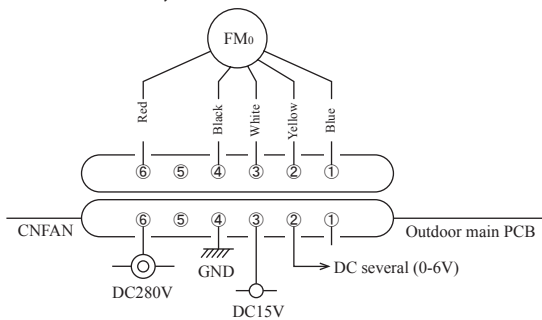 FM0
Red
Black
White
Yellow
Blue
⑥ ⑤ ④ ③ ② ①
⑥ ⑤ ④ ③ ② ①
CNFAN
Outdoor main PCB
GND
DC several (0-6V)
DC280V
DC15V